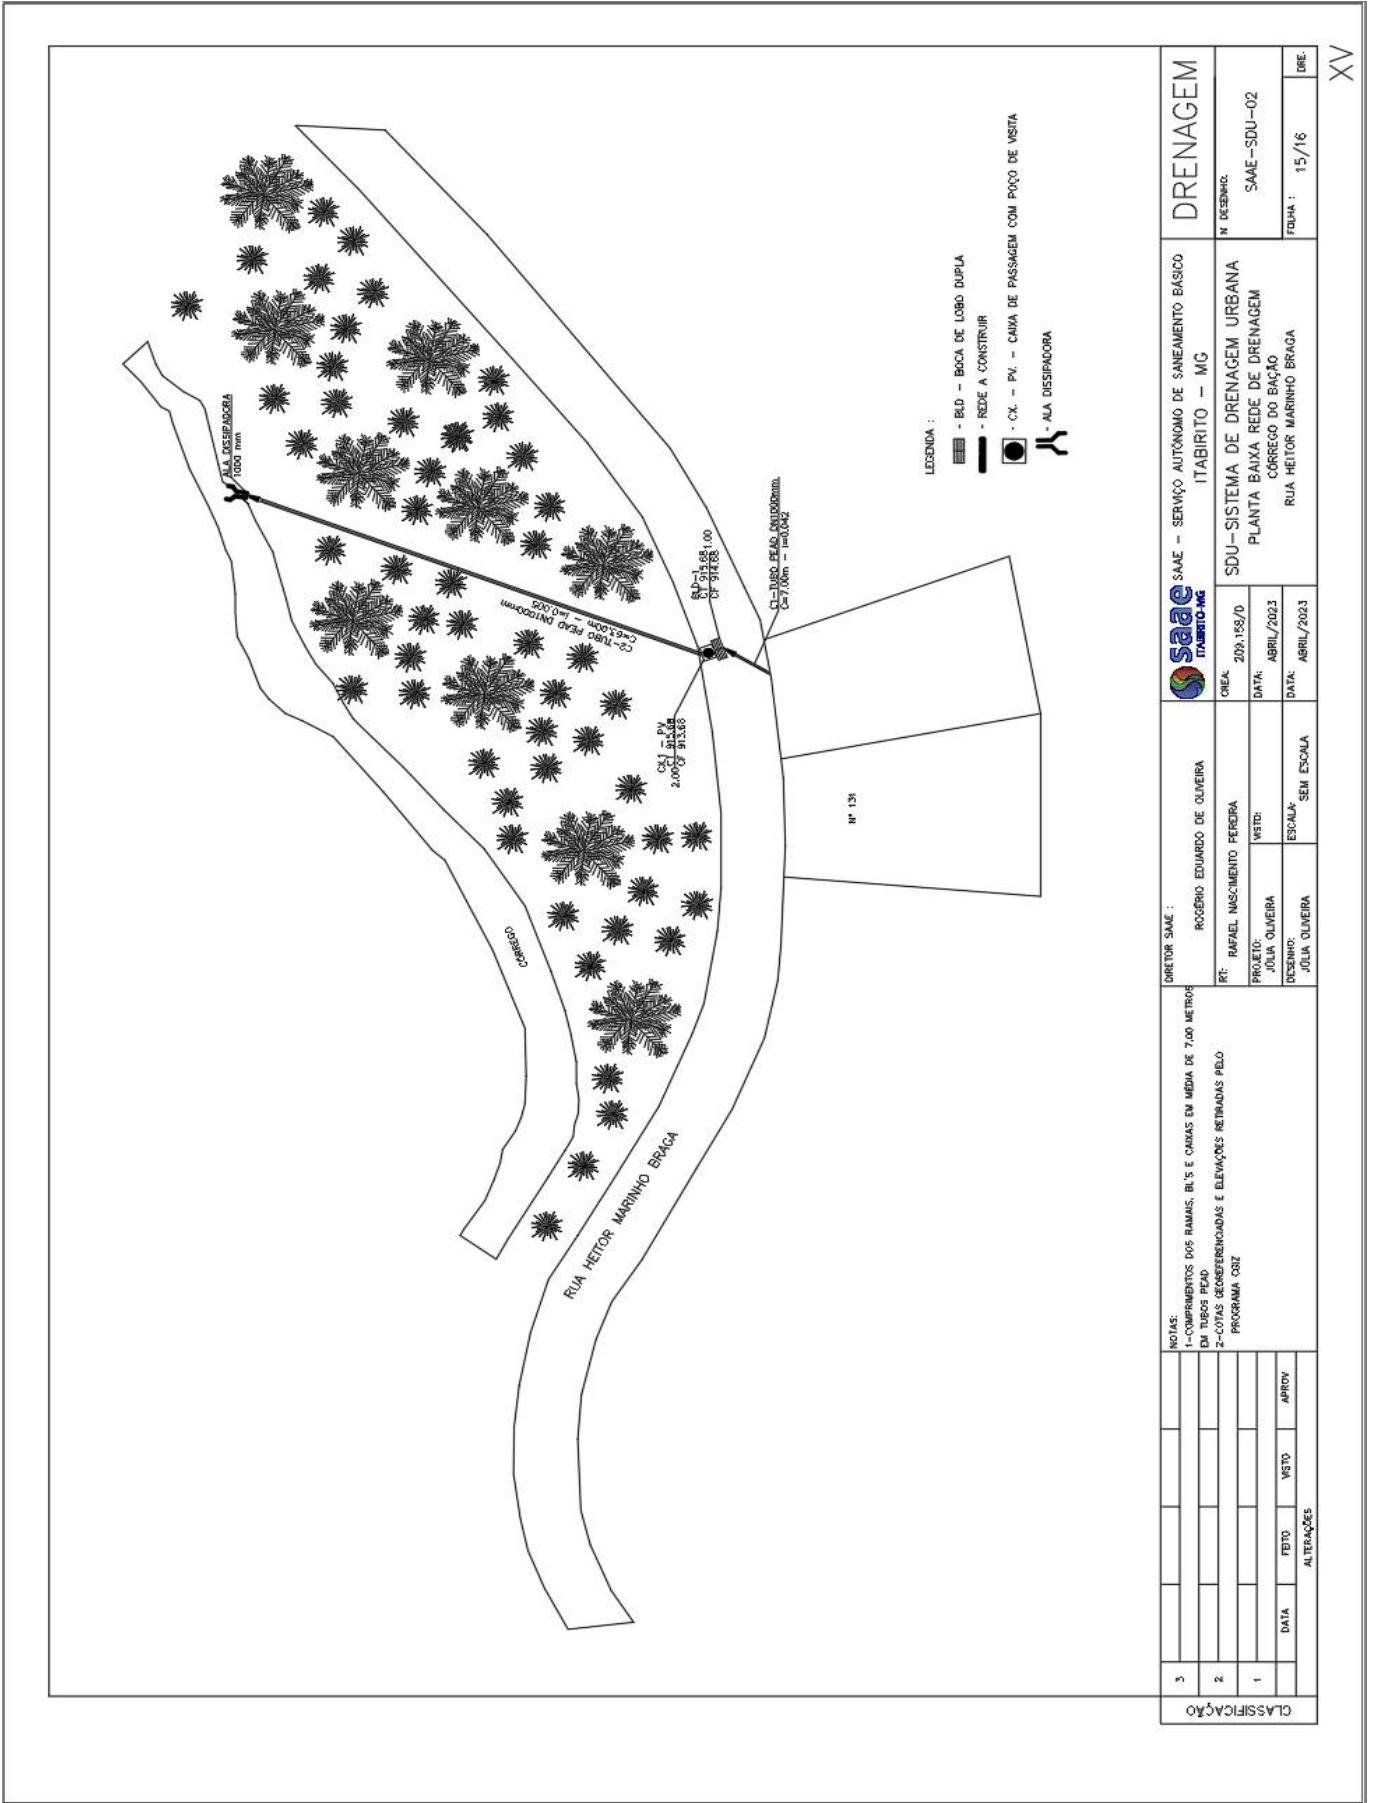 XV
ALA DISSIPADORA
1000 mm
C2-TUBO PEAD DN1000mm
C=63.00m - i=0.005
BLD-1
CT 915.68 1.00
CF 914.68
CX.1 - PV
CT 915.68
2.00
CF 913.68
C1-TUBO PEAD DN1000mm
C=7.00m - i=0.042
CÓRREGO
RUA HEITOR MARINHO BRAGA
Nº 131
LEGENDA :
- BLD - BOCA DE LOBO DUPLA
- REDE A CONSTRUIR
- CX. - PV. - CAIXA DE PASSAGEM COM POÇO DE VISITA
- ALA DISSIPADORA
CLASSIFICAÇÃO
3
2
1
DATA FEITO VISTO APROV
ALTERAÇÕES
NOTAS:
1-COMPRIMENTOS DOS RAMAIS, BL'S E CAIXAS EM MÉDIA DE 7,00 METROS
EM TUBOS PEAD
2-COTAS GEOREFERENCIADAS E ELEVAÇÕES RETIRADAS PELO
PROGRAMA
DIRETOR SAAE :
ROGÉRIO EDUARDO DE OLIVEIRA
RT:
RAFAEL NASCIMENTO PEREIRA
CREA:
209.158/D
PROJETO:
JÚLIA OLIVEIRA
VISTO:
DATA:
ABRIL/2023
DESENHO:
JÚLIA OLIVEIRA
ESCALA:
SEM ESCALA
DATA:
ABRIL/2023
saae
ITABIRITO-MG
SAAE - SERVIÇO AUTÔNOMO DE SANEAMENTO BÁSICO
ITABIRITO - MG
SDU-SISTEMA DE DRENAGEM URBANA
PLANTA BAIXA REDE DE DRENAGEM
CÓRREGO DO BAÇÃO
RUA HEITOR MARINHO BRAGA
DRENAGEM
N DESENHO:
SAAE-SDU-02
FOLHA :
15/16
DRE.